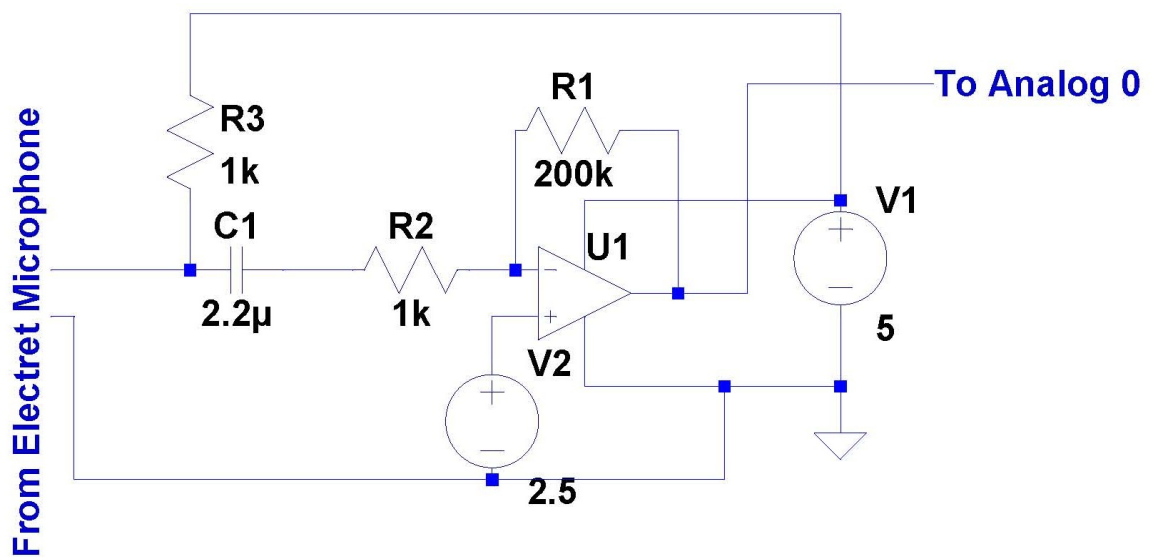 To Analog 0
R1
200k
R3
1k
C1
2.2µ
R2
1k
U1
V1
5
V2
2.5
From Electret Microphone